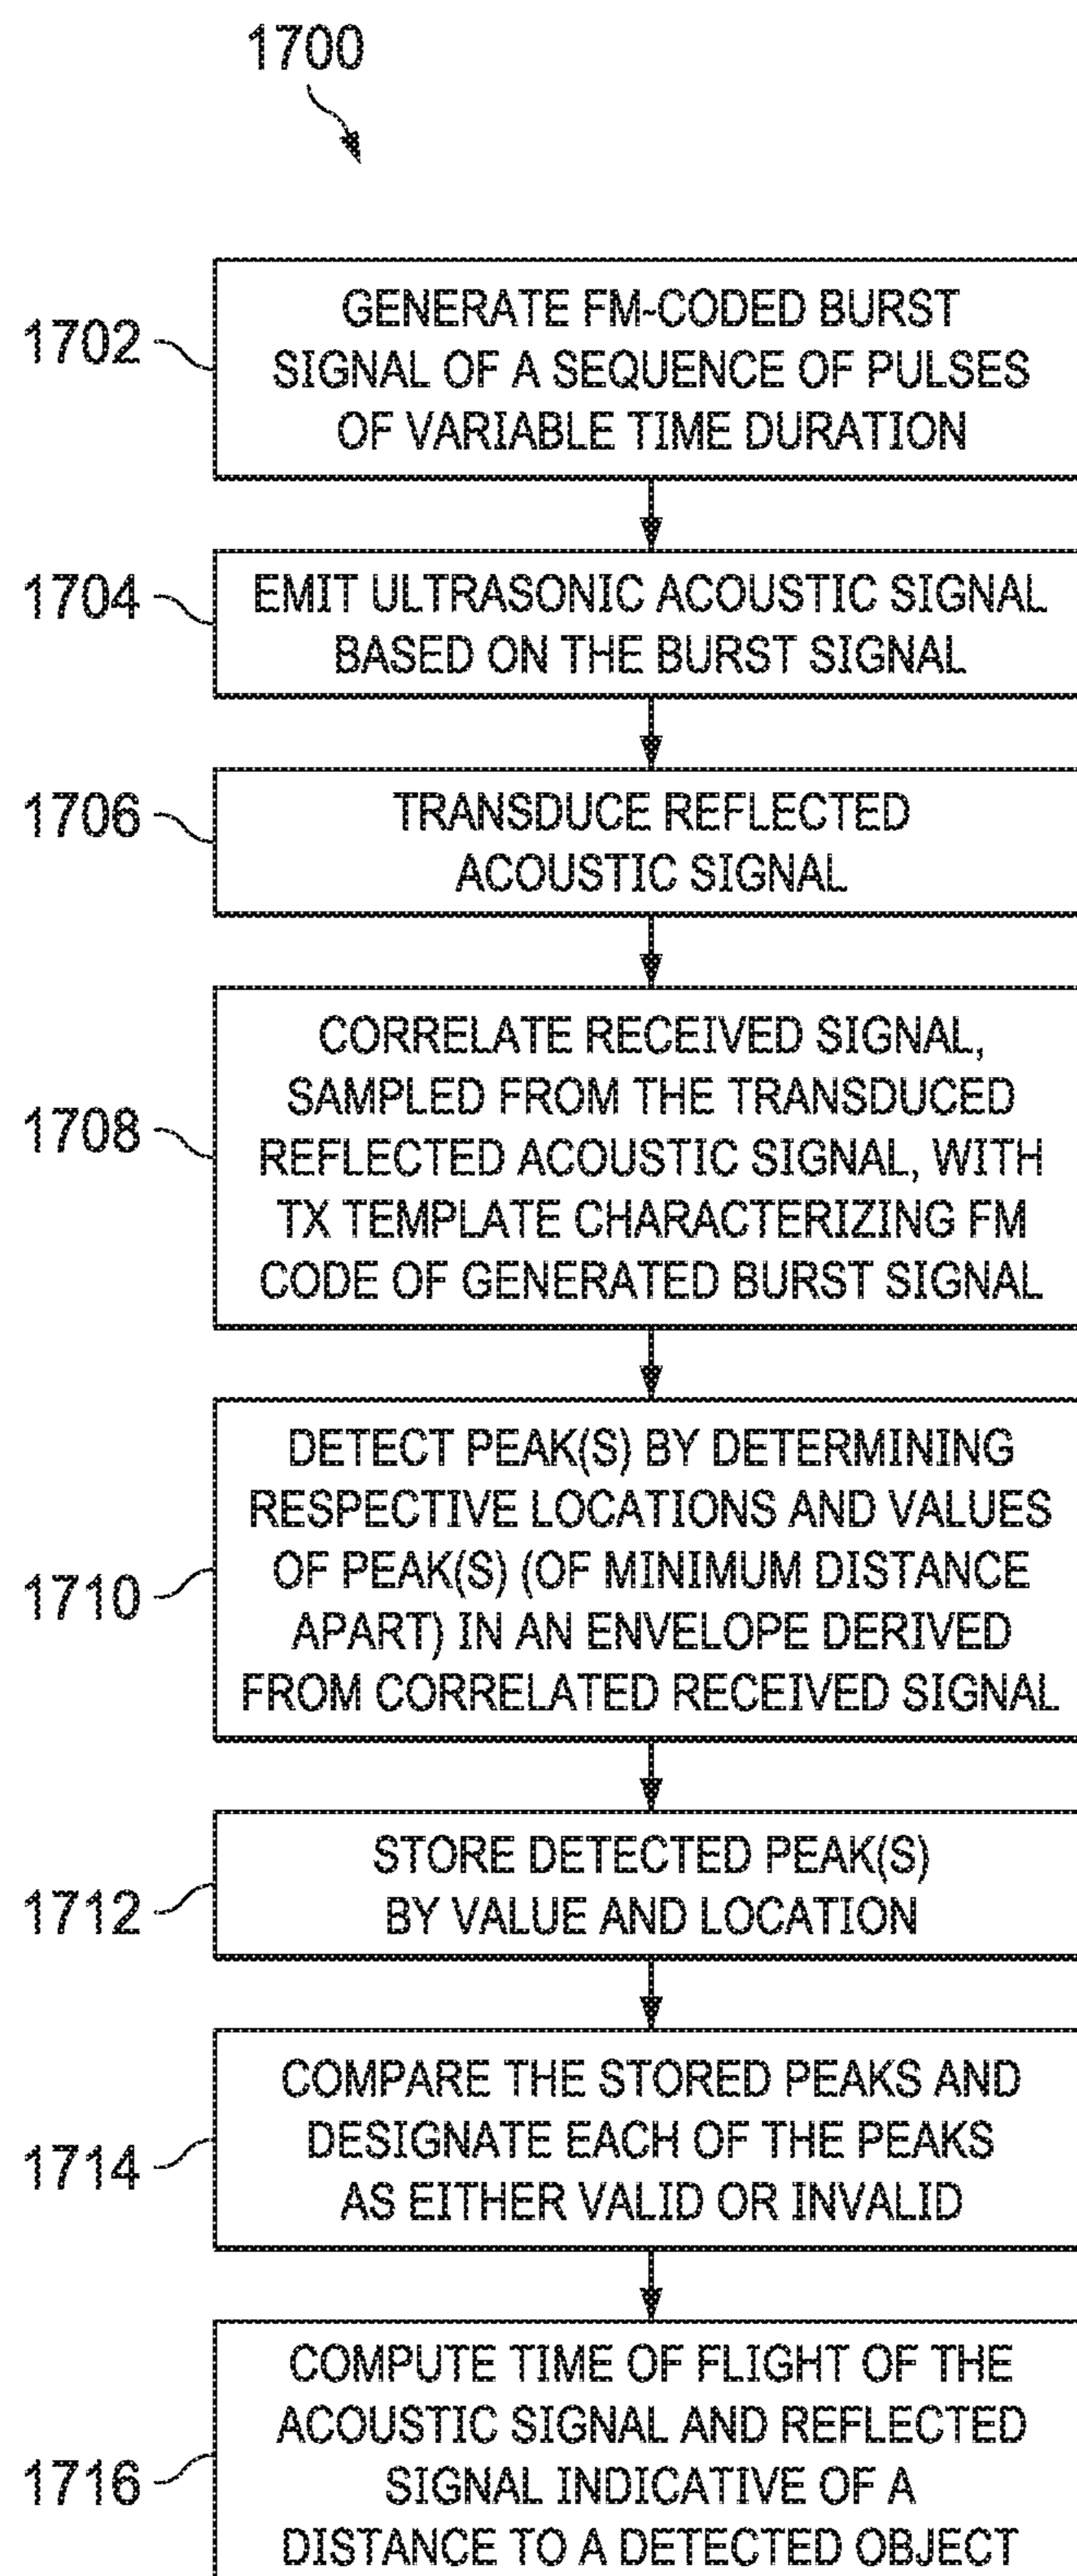 1700
1702
GENERATE FM-CODED BURST
SIGNAL OF A SEQUENCE OF PULSES
OF VARIABLE TIME DURATION
1704
EMIT ULTRASONIC ACOUSTIC SIGNAL
BASED ON THE BURST SIGNAL
1706
TRANSDUCE REFLECTED
ACOUSTIC SIGNAL
1708
CORRELATE RECEIVED SIGNAL,
SAMPLED FROM THE TRANSDUCED
REFLECTED ACOUSTIC SIGNAL, WITH
TX TEMPLATE CHARACTERIZING FM
CODE OF GENERATED BURST SIGNAL
1710
DETECT PEAK(S) BY DETERMINING
RESPECTIVE LOCATIONS AND VALUES
OF PEAK(S) (OF MINIMUM DISTANCE
APART) IN AN ENVELOPE DERIVED
FROM CORRELATED RECEIVED SIGNAL
1712
STORE DETECTED PEAK(S)
BY VALUE AND LOCATION
1714
COMPARE THE STORED PEAKS AND
DESIGNATE EACH OF THE PEAKS
AS EITHER VALID OR INVALID
1716
COMPUTE TIME OF FLIGHT OF THE
ACOUSTIC SIGNAL AND REFLECTED
SIGNAL INDICATIVE OF A
DISTANCE TO A DETECTED OBJECT